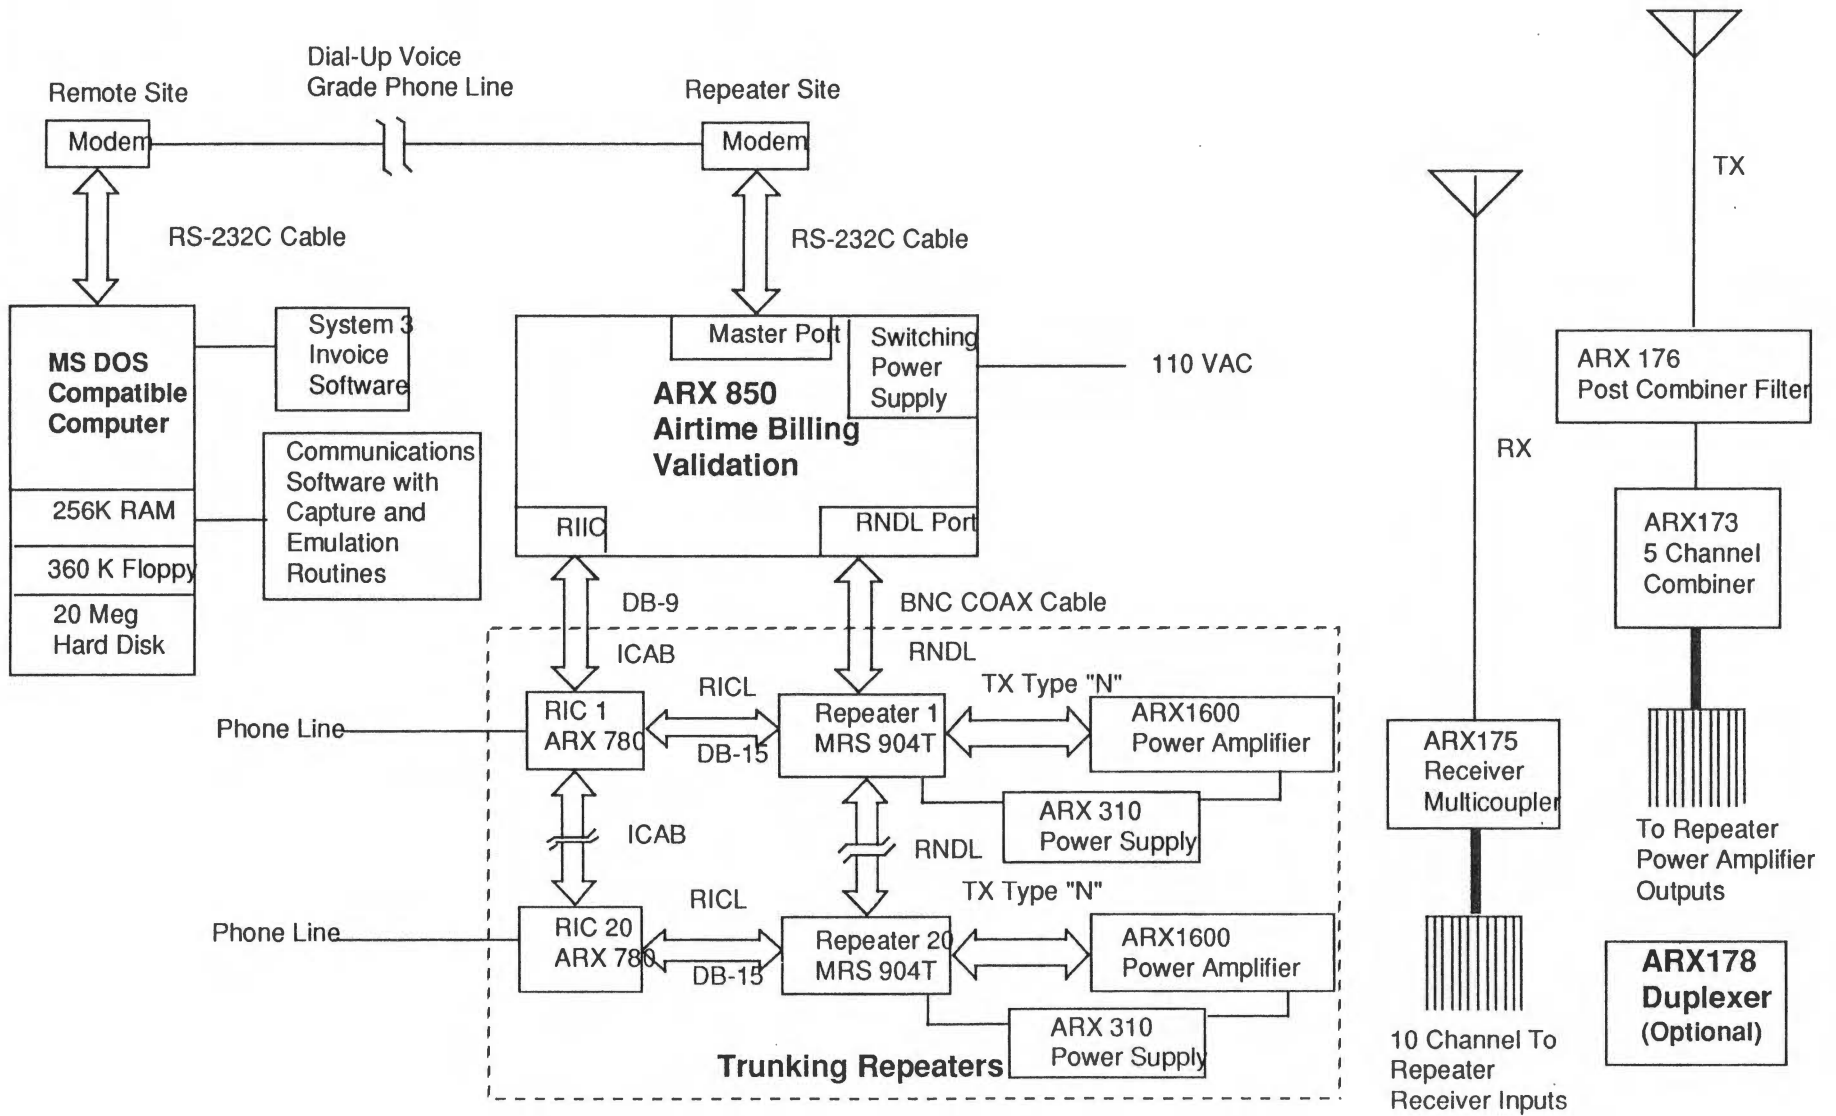 Dial-Up Voice
Grade Phone Line
Remote Site
Repeater Site
Modem
Modem
TX
RS-232C Cable
RS-232C Cable
MS DOS
Compatible
Computer
256K RAM
360 K Floppy
20 Meg
Hard Disk
System 3
Invoice
Software
Communications
Software with
Capture and
Emulation
Routines
Master Port
Switching
Power
Supply
110 VAC
ARX 850
Airtime Billing
Validation
RIIC
RNDL Port
DB-9
BNC COAX Cable
ICAB
RNDL
RICL
TX Type "N"
Phone Line
RIC 1
ARX 780
DB-15
Repeater 1
MRS 904T
ARX1600
Power Amplifier
ARX 310
Power Supply
ICAB
RNDL
RICL
TX Type "N"
Phone Line
RIC 20
ARX 780
DB-15
Repeater 20
MRS 904T
ARX1600
Power Amplifier
ARX 310
Power Supply
Trunking Repeaters
RX
ARX175
Receiver
Multicoupler
10 Channel To
Repeater
Receiver Inputs
ARX 176
Post Combiner Filter
ARX173
5 Channel
Combiner
To Repeater
Power Amplifier
Outputs
ARX178
Duplexer
(Optional)